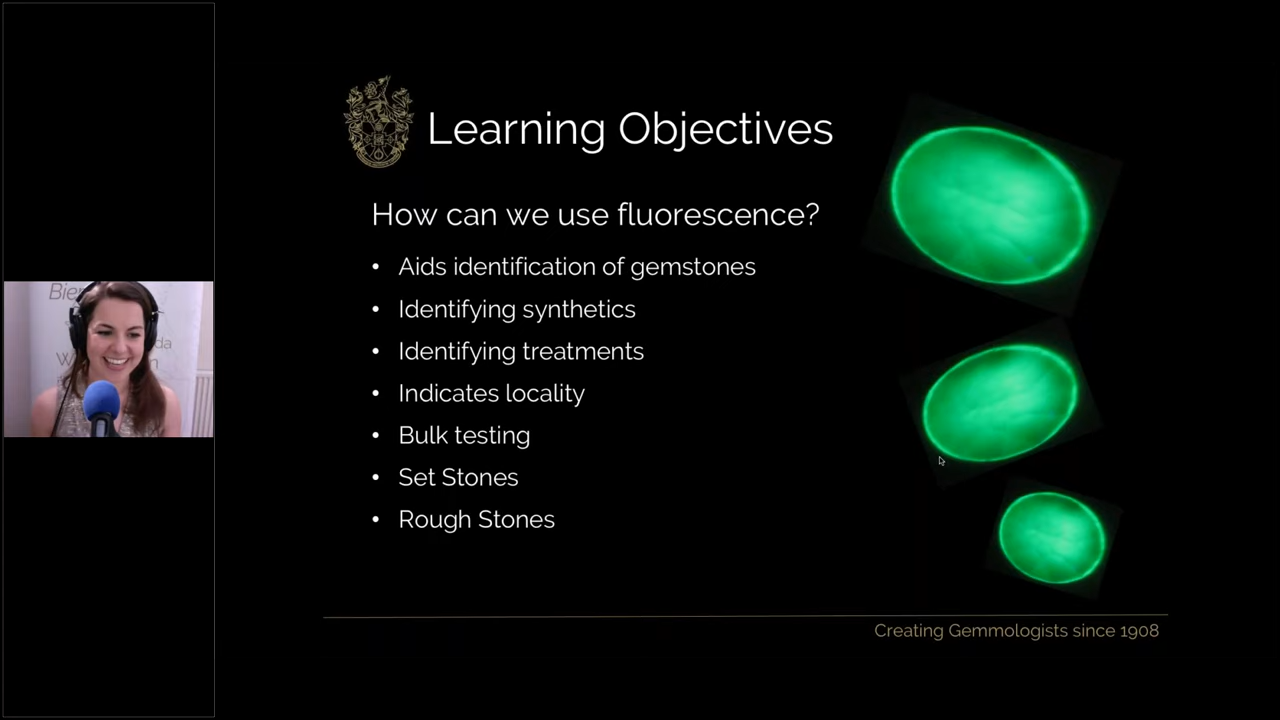 Learning Objectives
How can we use fluorescence?
• Aids identification of gemstones
• Identifying synthetics
• Identifying treatments
• Indicates locality
• Bulk testing
• Set Stones
• Rough Stones
Creating Gemmologists since 1908